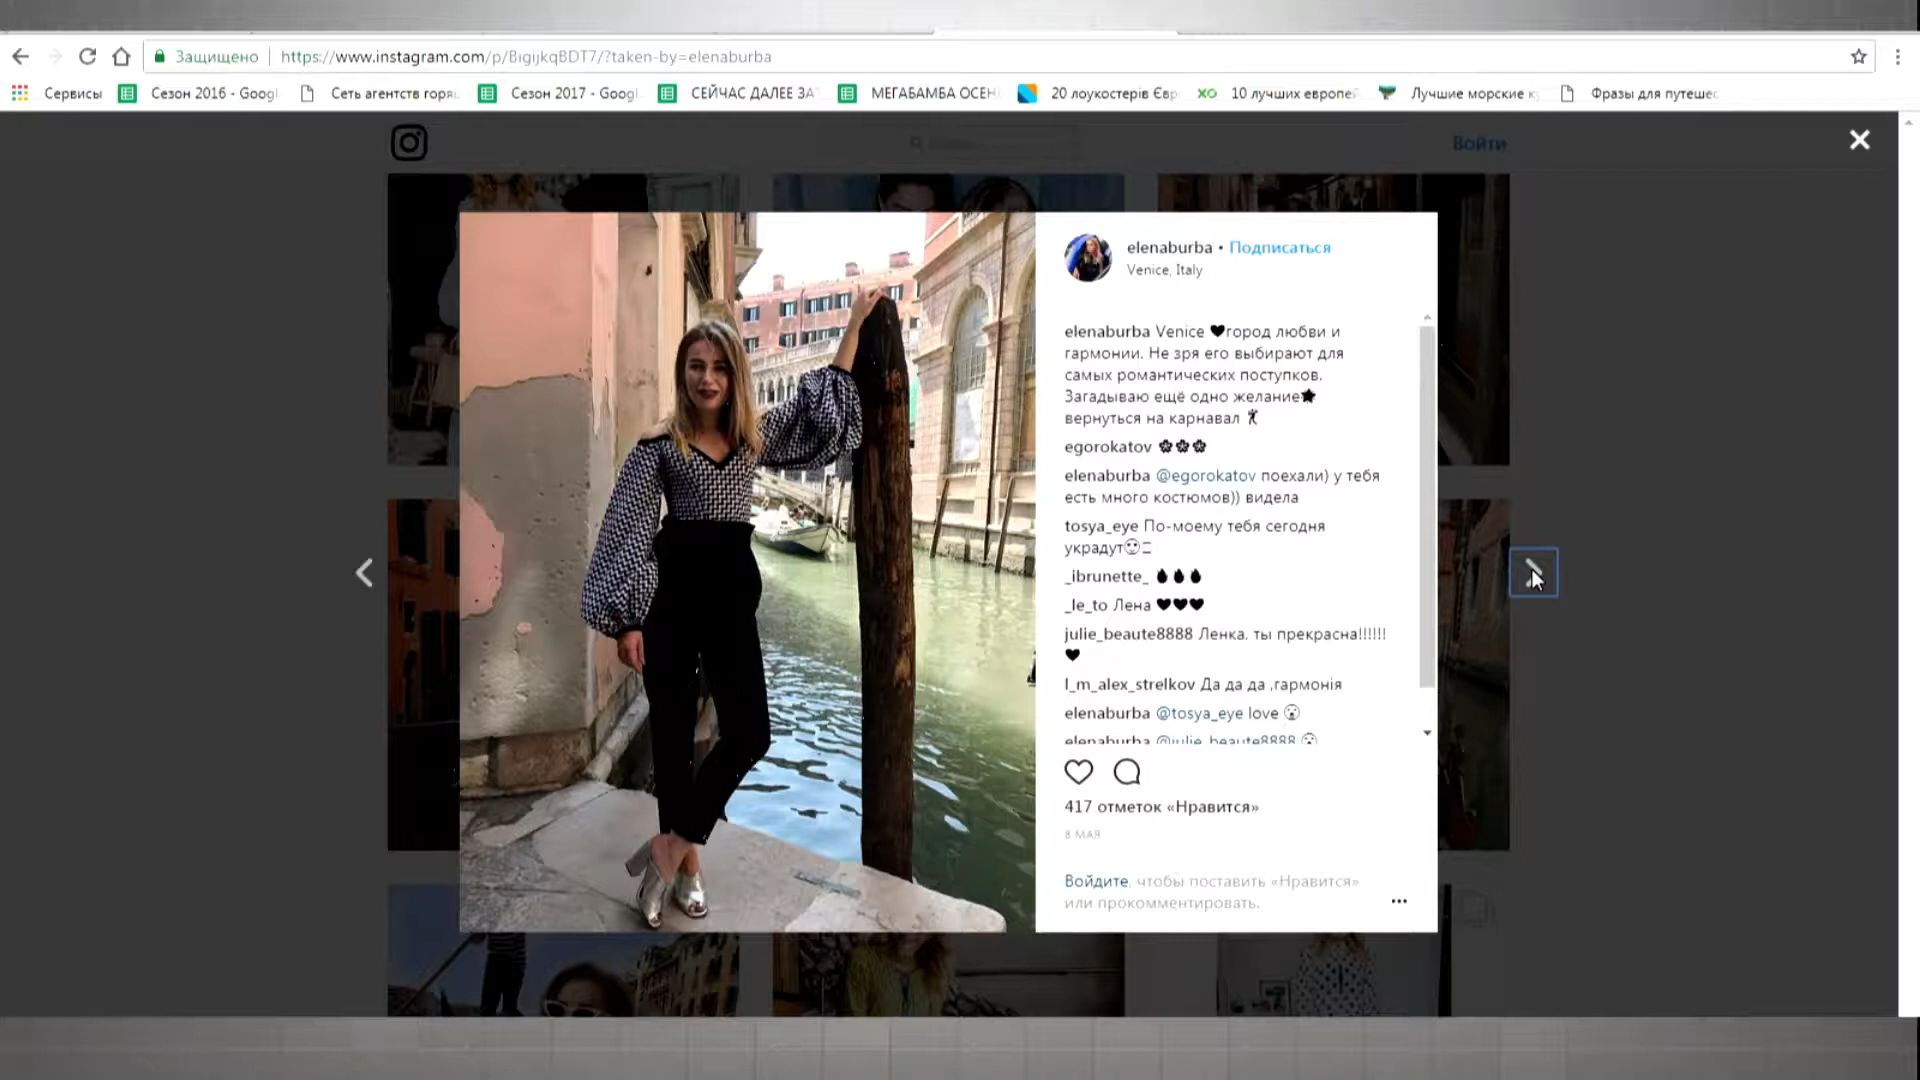 Защищено https://www.instagram.com/p/BigijkqBDT7/?taken-by=elenaburba
Сервисы Сезон 2016 - Googl Сеть агентств горя Сезон 2017 - Googl СЕЙЧАС ДАЛЕЕ ЗА МЕГАБАМБА ОСЕН 20 лоукостерів Євр 10 лучших европе Лучшие морские к Фразы для путешес
Войти
elenaburba • Подписаться
Venice, Italy
elenaburba Venice ♥город любви и
гармонии. Не зря его выбирают для
самых романтических поступков.
Загадываю ещё одно желание★
вернуться на карнавал
egorokatov
elenaburba @egorokatov поехали) у тебя
есть много костюмов)) видела
tosya_eye По-моему тебя сегодня
украдут
_ibrunette_
_le_to Лена ♥♥♥
julie_beaute8888 Ленка, ты прекрасна!!!!!!
♥
l_m_alex_strelkov Да да да ,гармонія
elenaburba @tosya_eye love
elenaburba @julie_beaute8888
417 отметок «Нравится»
8 МАЯ
Войдите, чтобы поставить «Нравится»
или прокомментировать.